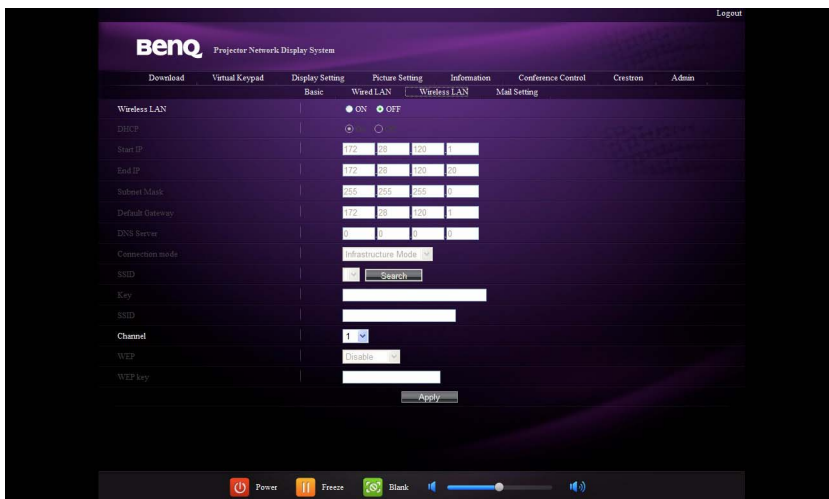 Logout
BenQ Projector Network Display System
Download Virtual Keypad Display Setting Picture Setting Information Conference Control Crestron Admin
Basic Wired LAN Wireless LAN Mail Setting
Wireless LAN ON OFF
DHCP
Start IP 172 .28 .120 .1
End IP 172 .28 .120 .20
Subnet Mask 255 .255 .255 .0
Default Gateway 172 .28 .120 .1
DNS Server 0 .0 .0 .0
Connection mode Infrastructure Mode
SSID Search
Key
SSID
Channel 1
WEP Disable
WEP key
Apply
Power Freeze Blank